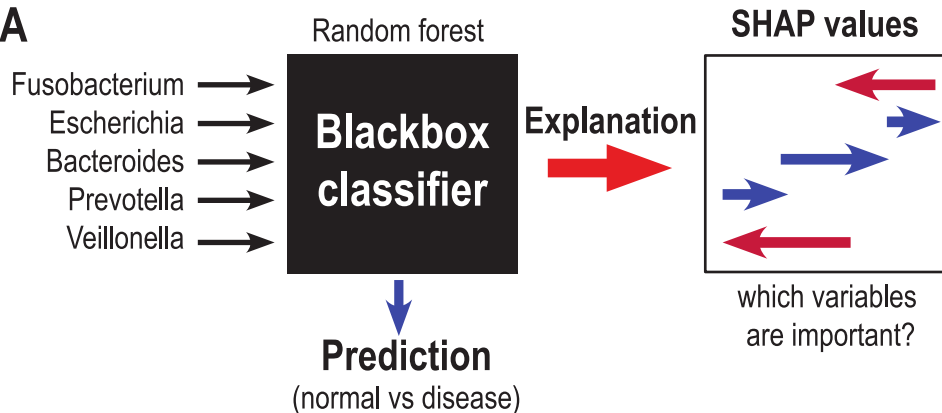 A
Random forest
SHAP values
Fusobacterium
Escherichia
Bacteroides
Prevotella
Veillonella
Blackbox
classifier
Explanation
which variables
are important?
Prediction
(normal vs disease)